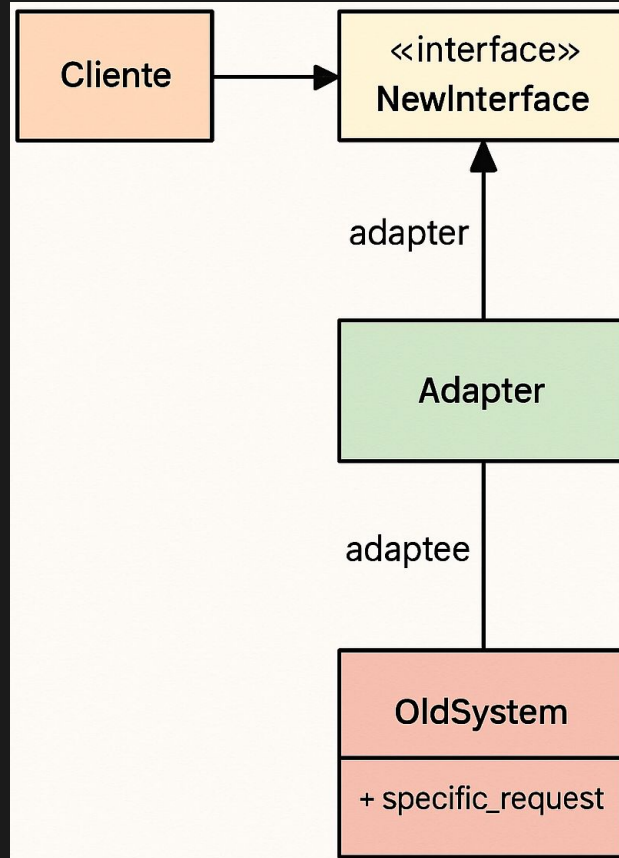 Cliente
«interface»
NewInterface
adapter
Adapter
adaptee
OldSystem
+ specific_request